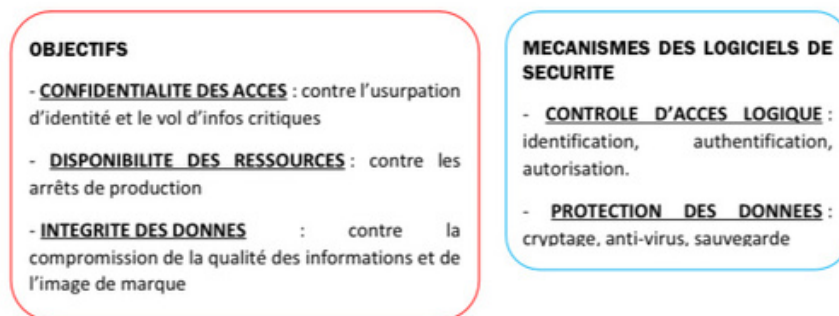 OBJECTIFS
- CONFIDENTIALITE DES ACCES : contre l'usurpation
d'identité et le vol d'infos critiques
- DISPONIBILITE DES RESSOURCES : contre les
arrêts de production
- INTEGRITE DES DONNES : contre la
compromission de la qualité des informations et de
l'image de marque
MECANISMES DES LOGICIELS DE
SECURITE
- CONTROLE D'ACCES LOGIQUE :
identification, authentification,
autorisation.
- PROTECTION DES DONNEES :
cryptage, anti-virus, sauvegarde